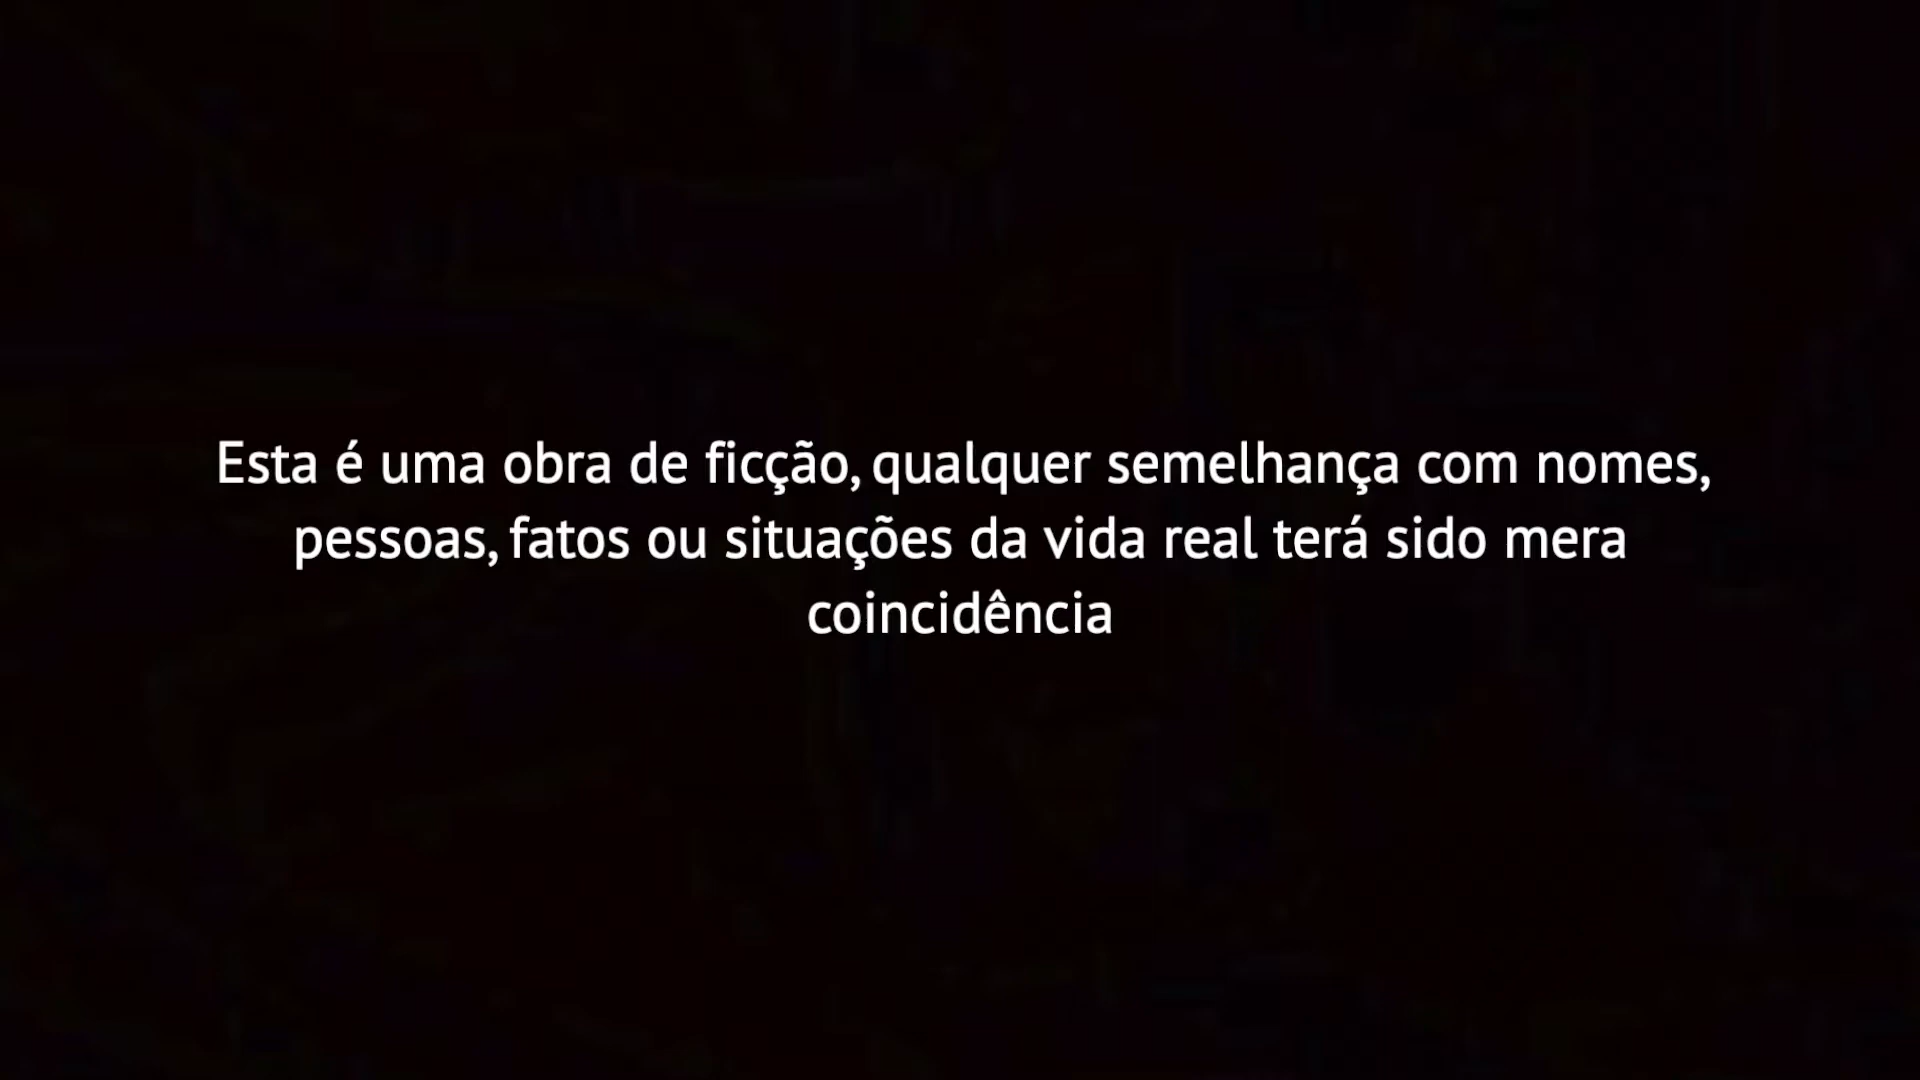 Esta é uma obra de ficção, qualquer semelhança com nomes,
pessoas, fatos ou situações da vida real terá sido mera
coincidência